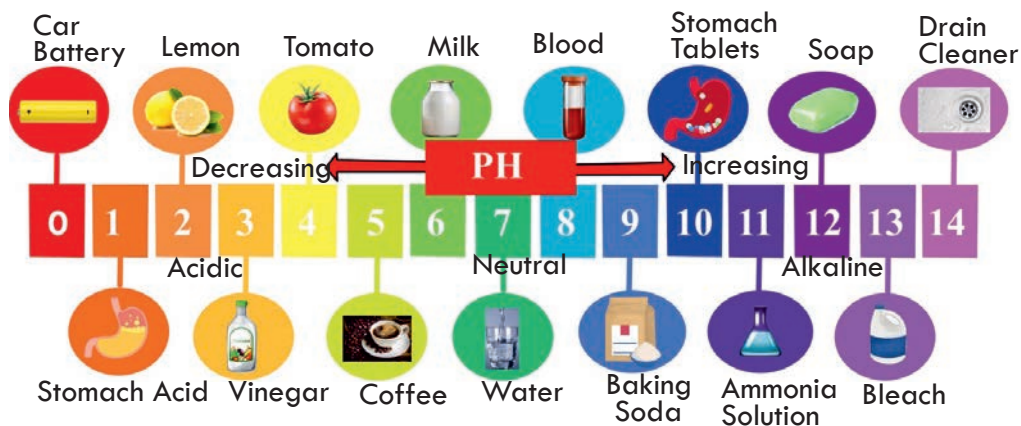 Car
Battery
Lemon
Tomato
Milk
Blood
Stomach
Tablets
Soap
Drain
Cleaner
Decreasing
PH
Increasing
0 1 2 3 4 5 6 7 8 9 10 11 12 13 14
Acidic
Neutral
Alkaline
Stomach Acid
Vinegar
Coffee
Water
Baking
Soda
Ammonia
Solution
Bleach